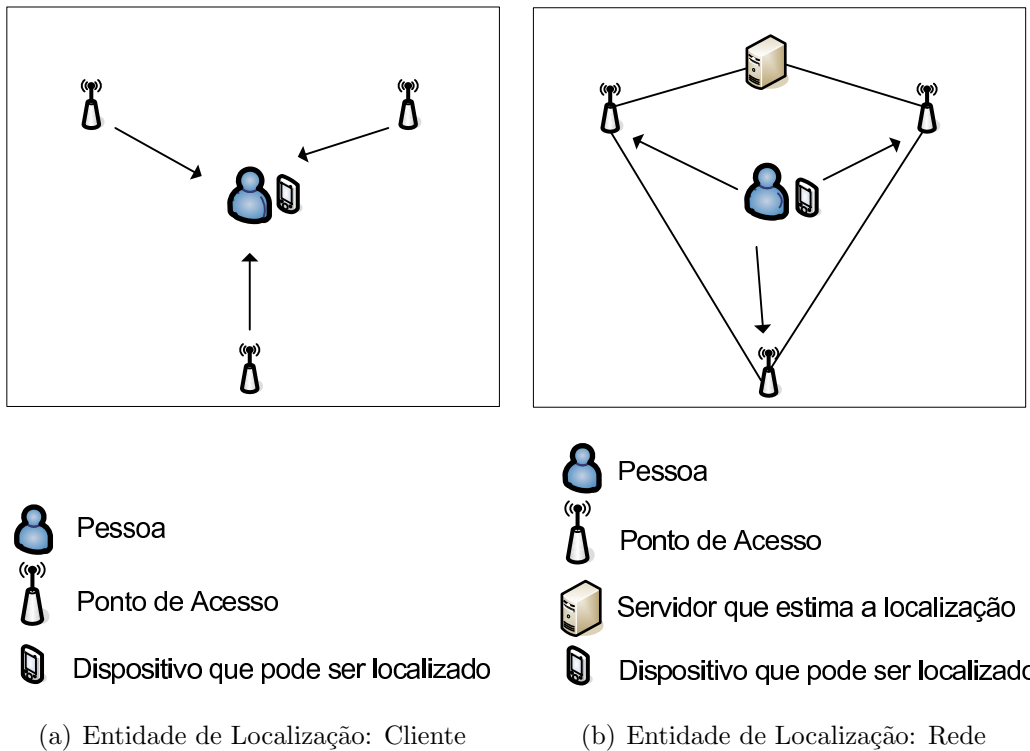 Pessoa
Ponto de Acesso
Dispositivo que pode ser localizado
(a) Entidade de Localização: Cliente
Pessoa
Ponto de Acesso
Servidor que estima a localização
Dispositivo que pode ser localizado
(b) Entidade de Localização: Rede